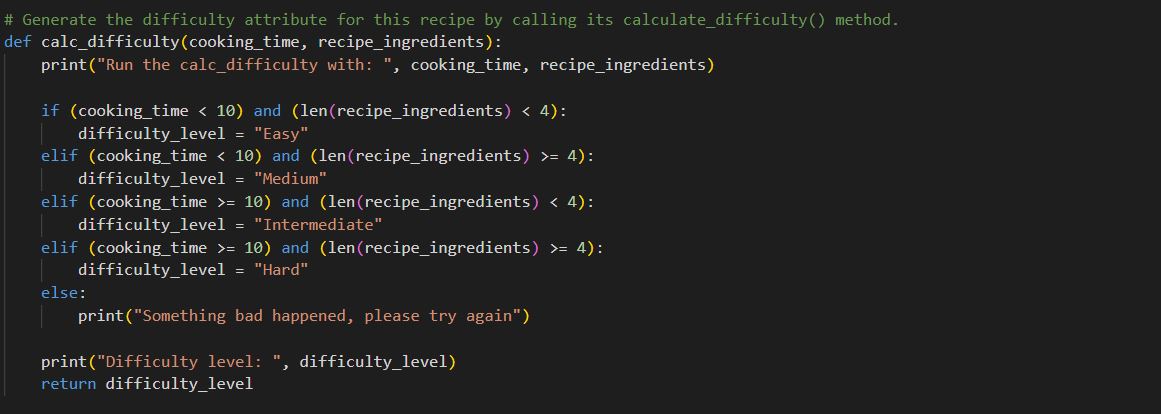 # Generate the difficulty attribute for this recipe by calling its calculate_difficulty() method.
def calc_difficulty(cooking_time, recipe_ingredients):
    print("Run the calc_difficulty with: ", cooking_time, recipe_ingredients)

    if (cooking_time < 10) and (len(recipe_ingredients) < 4):
        difficulty_level = "Easy"
    elif (cooking_time < 10) and (len(recipe_ingredients) >= 4):
        difficulty_level = "Medium"
    elif (cooking_time >= 10) and (len(recipe_ingredients) < 4):
        difficulty_level = "Intermediate"
    elif (cooking_time >= 10) and (len(recipe_ingredients) >= 4):
        difficulty_level = "Hard"
    else:
        print("Something bad happened, please try again")

    print("Difficulty level: ", difficulty_level)
    return difficulty_level